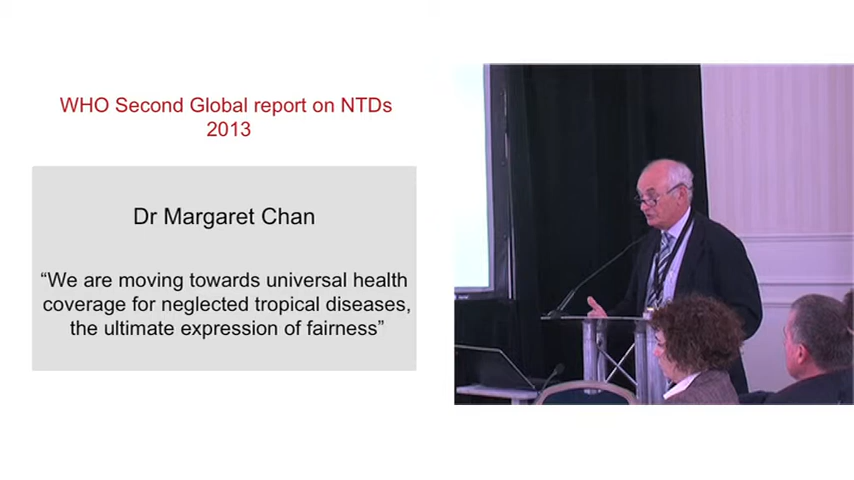 WHO Second Global report on NTDs
2013
Dr Margaret Chan
“We are moving towards universal health
coverage for neglected tropical diseases,
the ultimate expression of fairness”